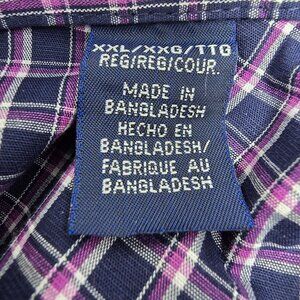 XXL/XXG/TTG
REG/REG/COUR.
MADE IN
BANGLADESH
HECHO EN
BANGLADESH/
FABRIQUE AU
BANGLADESH